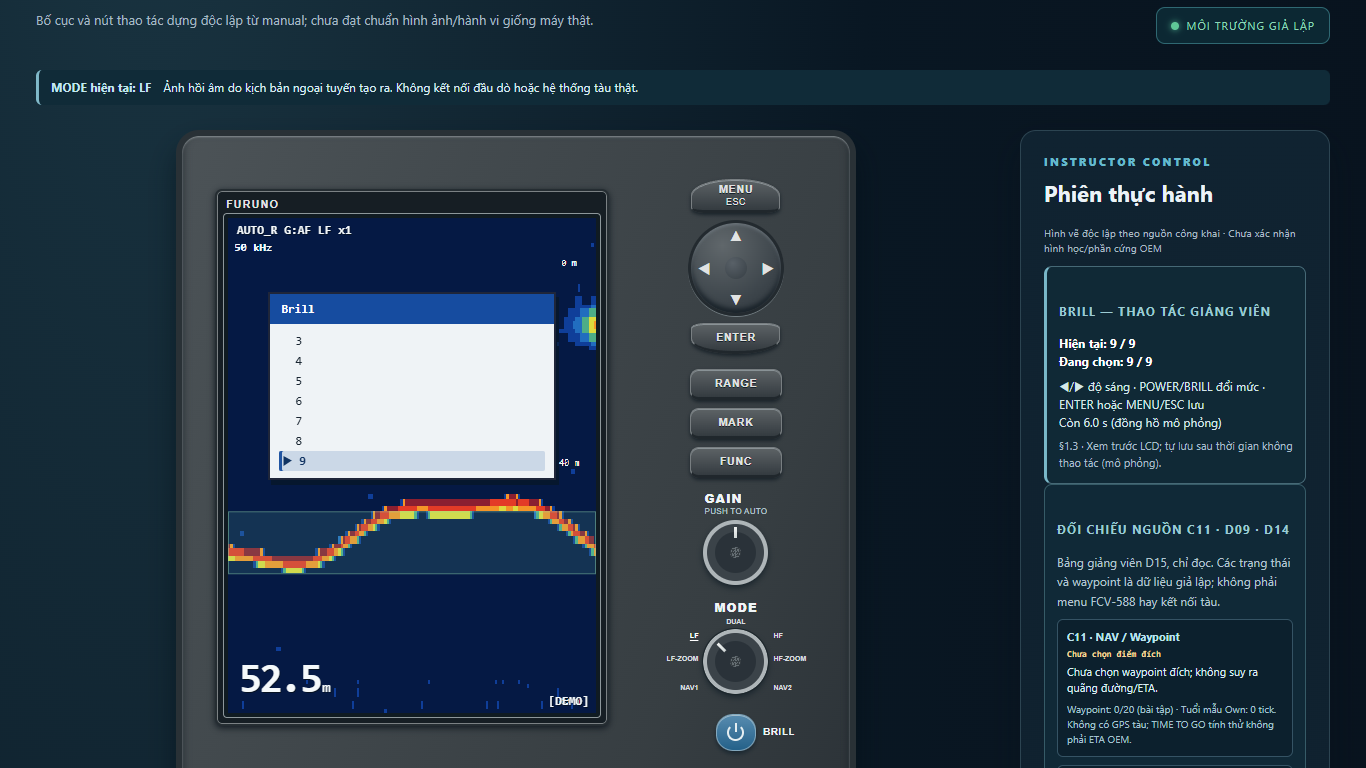 Bố cục và nút thao tác dựng độc lập từ manual; chưa đạt chuẩn hình ảnh/hành vi giống máy thật.
MÔI TRƯỜNG GIẢ LẬP
MODE hiện tại: LF Ảnh hồi âm do kịch bản ngoại tuyến tạo ra. Không kết nối đầu dò hoặc hệ thống tàu thật.
FURUNO
AUTO_R G:AF LF x1
50 kHz
0 m
Brill
3
4
5
6
7
8
▶ 9
40 m
52.5m
[DEMO]
MENU
ESC
▲
◀ ▶
▼
ENTER
RANGE
MARK
FUNC
GAIN
PUSH TO AUTO
MODE
DUAL
LF HF
LF-ZOOM HF-ZOOM
NAV1 NAV2
BRILL
INSTRUCTOR CONTROL
Phiên thực hành
Hình vẽ độc lập theo nguồn công khai · Chưa xác nhận
hình học/phần cứng OEM
BRILL — THAO TÁC GIẢNG VIÊN
Hiện tại: 9 / 9
Đang chọn: 9 / 9
◀/▶ độ sáng · POWER/BRILL đổi mức ·
ENTER hoặc MENU/ESC lưu
Còn 6.0 s (đồng hồ mô phỏng)
§1.3 · Xem trước LCD; tự lưu sau thời gian không
thao tác (mô phỏng).
ĐỐI CHIẾU NGUỒN C11 · D09 · D14
Bảng giảng viên D15, chỉ đọc. Các trạng thái
và waypoint là dữ liệu giả lập; không phải
menu FCV-588 hay kết nối tàu.
C11 · NAV / Waypoint
Chưa chọn điểm đích
Chưa chọn waypoint đích; không suy ra
quãng đường/ETA.
Waypoint: 0/20 (bài tập) · Tuổi mẫu Own: 0 tick.
Không có GPS tàu; TIME TO GO tính thử không
phải ETA OEM.